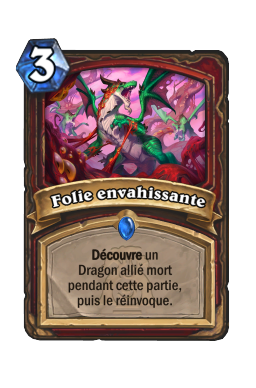 3
Folie envahissante
Découvre un
Dragon allié mort
pendant cette partie,
puis le réinvoque.